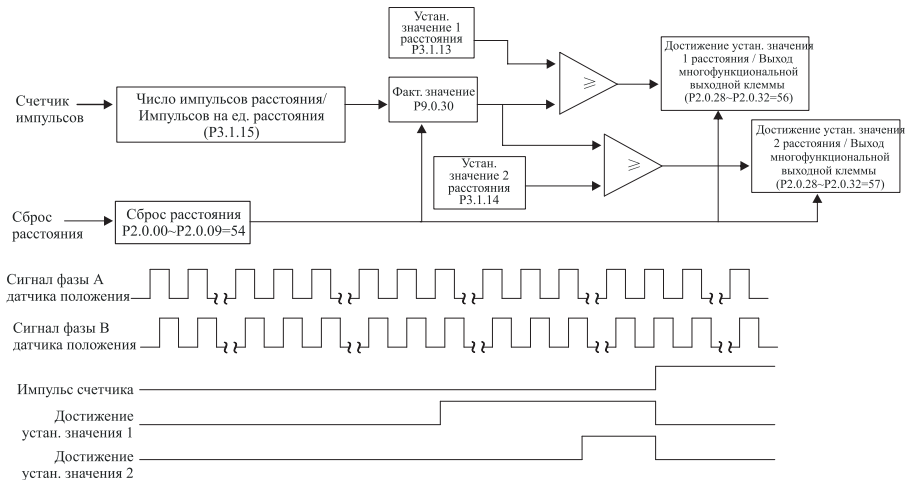 Устан.
значение 1
расстояния
P3.1.13
Достижение устан. значения
1 расстояния / Выход
многофункциональной
выходной клеммы
(P2.0.28~P2.0.32=56)
≥
Счетчик
импульсов
Число импульсов расстояния/
Импульсов на ед. расстояния
(P3.1.15)
Факт. значение
P9.0.30
Достижение устан. значения
2 расстояния / Выход
многофункциональной
выходной клеммы
(P2.0.28~P2.0.32=57)
≥
Устан.
значение 2
расстояния
P3.1.14
Сброс
расстояния
Сброс расстояния
P2.0.00~P2.0.09=54
Сигнал фазы A
датчика положения
Сигнал фазы B
датчика положения
Импульс счетчика
Достижение
устан. значения 1
Достижение
устан. значения 2